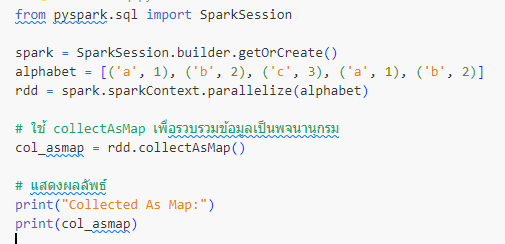 from pyspark.sql import SparkSession
spark = SparkSession.builder.getOrCreate()
alphabet = [('a', 1), ('b', 2), ('c', 3), ('a', 1), ('b', 2)]
rdd = spark.sparkContext.parallelize(alphabet)
# ใช้ collectAsMap เพื่อรวบรวมข้อมูลเป็นพจนานุกรม
col_asmap = rdd.collectAsMap()
# แสดงผลลัพธ์
print("Collected As Map:")
print(col_asmap)